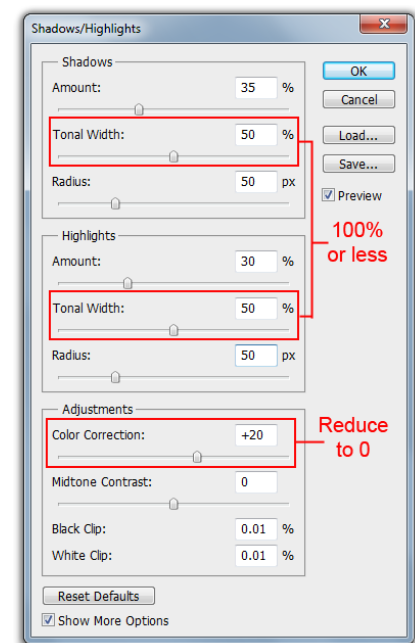 Shadows/Highlights
Shadows
Amount: 35 %
Tonal Width: 50 %
Radius: 50 px
Highlights
Amount: 30 %
Tonal Width: 50 %
Radius: 50 px
Adjustments
Color Correction: +20
Midtone Contrast: 0
Black Clip: 0.01 %
White Clip: 0.01 %
Reset Defaults
Show More Options
OK
Cancel
Load...
Save...
Preview
100%
or less
Reduce
to 0